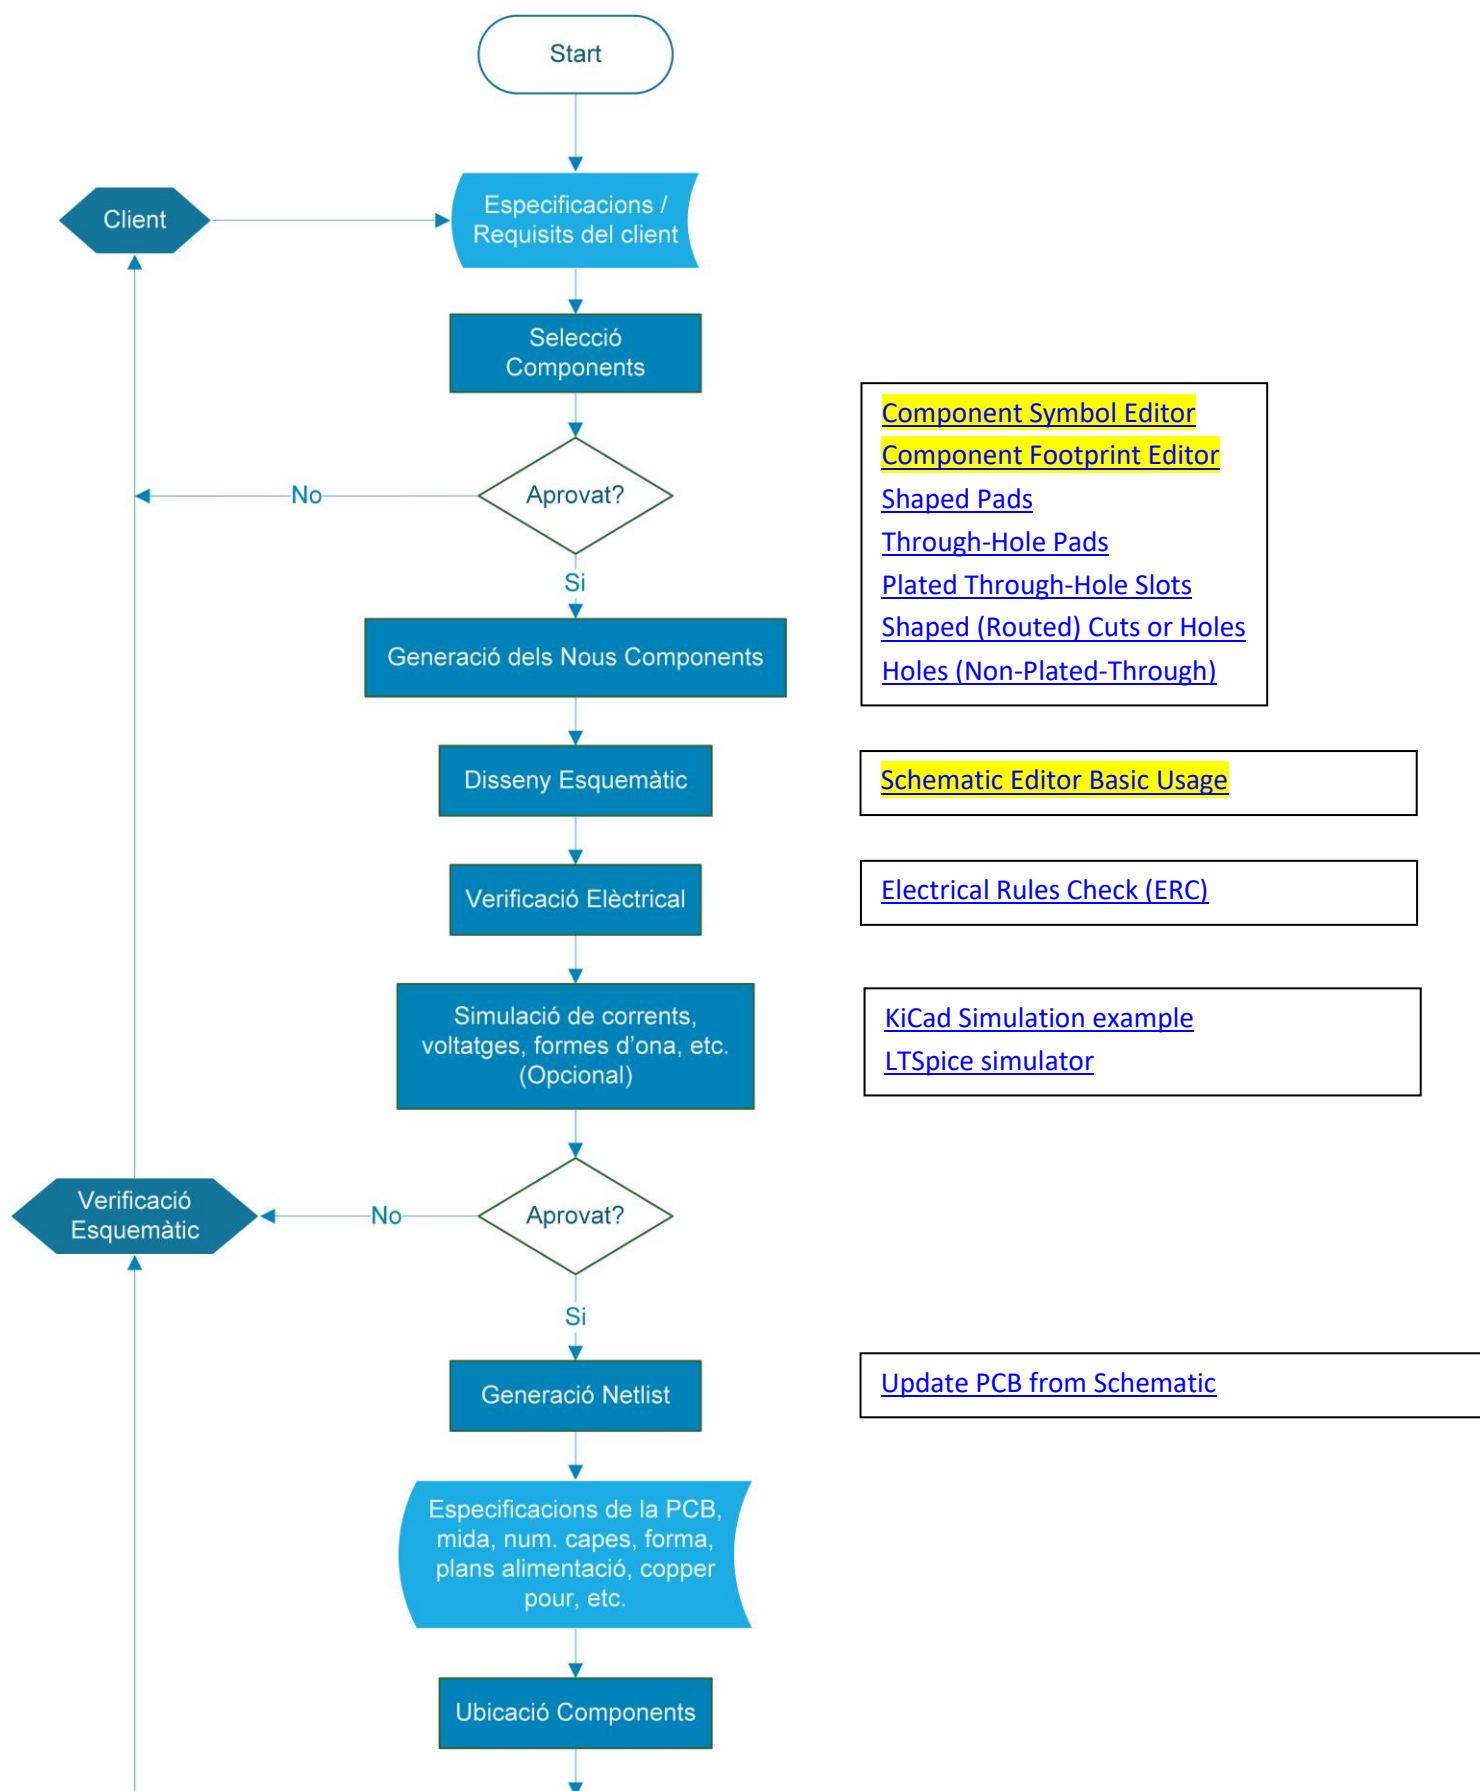 Start
Client
Especificacions /
Requisits del client
Selecció
Components
Aprovat?
No
Si
Component Symbol Editor
Component Footprint Editor
Shaped Pads
Through-Hole Pads
Plated Through-Hole Slots
Shaped (Routed) Cuts or Holes
Holes (Non-Plated-Through)
Generació dels Nous Components
Disseny Esquemàtic
Schematic Editor Basic Usage
Verificació Elèctrical
Electrical Rules Check (ERC)
Simulació de corrents,
voltatges, formes d'ona, etc.
(Opcional)
KiCad Simulation example
LTSpice simulator
Verificació
Esquemàtic
No
Aprovat?
Si
Generació Netlist
Update PCB from Schematic
Especificacions de la PCB,
mida, num. capes, forma,
plans alimentació, copper
pour, etc.
Ubicació Components